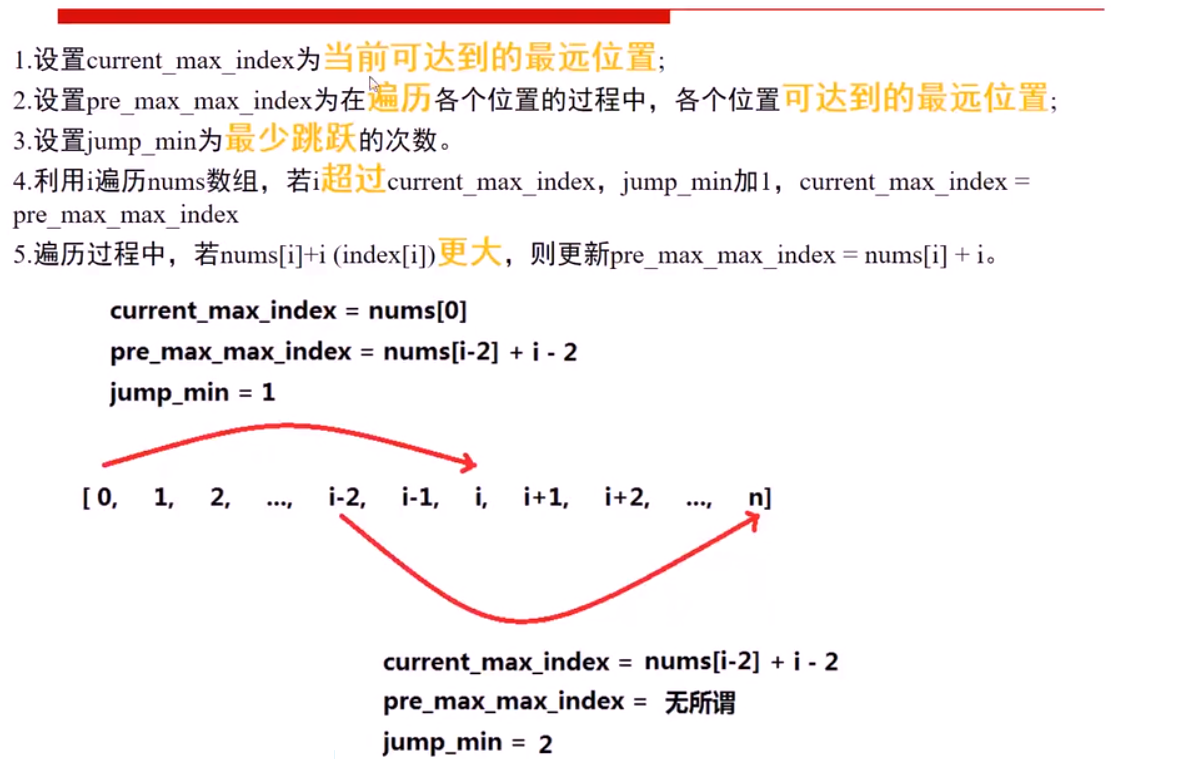 1.设置current_max_index为当前可达到的最远位置;
2.设置pre_max_max_index为在遍历各个位置的过程中，各个位置可达到的最远位置;
3.设置jump_min为最少跳跃的次数。
4.利用i遍历nums数组，若i超过current_max_index，jump_min加1，current_max_index =
pre_max_max_index
5.遍历过程中，若nums[i]+i (index[i])更大，则更新pre_max_max_index = nums[i] + i。
current_max_index = nums[0]
pre_max_max_index = nums[i-2] + i - 2
jump_min = 1
[ 0, 1, 2, ..., i-2, i-1, i, i+1, i+2, ..., n]
current_max_index = nums[i-2] + i - 2
pre_max_max_index = 无所谓
jump_min = 2